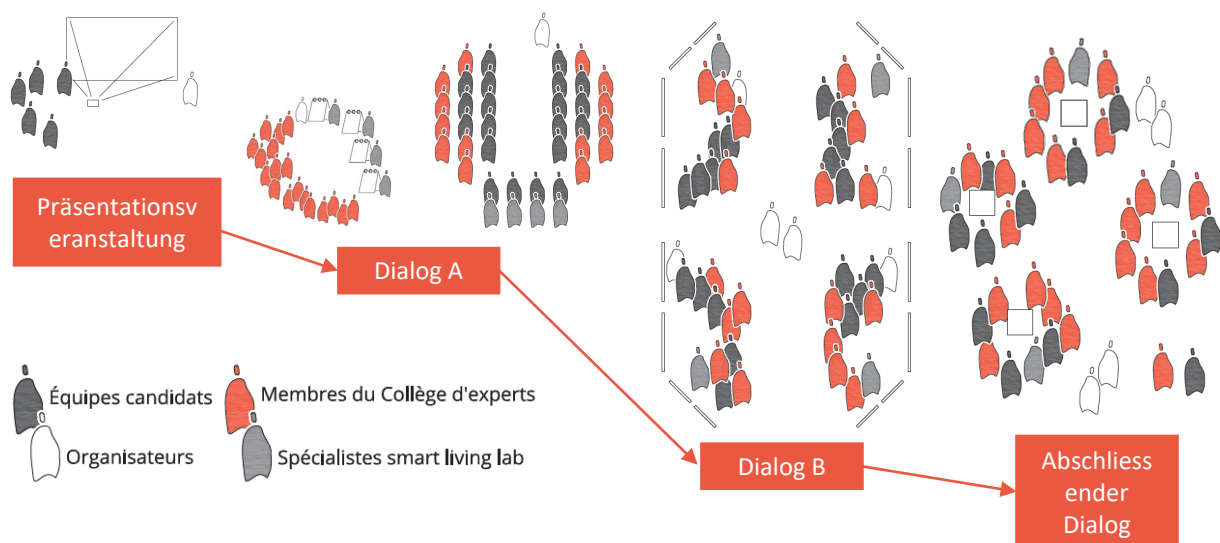 Präsentationsv
eranstaltung
Dialog A
Dialog B
Abschliess
ender
Dialog
Équipes candidats
Membres du Collège d'experts
Organisateurs
Spécialistes smart living lab